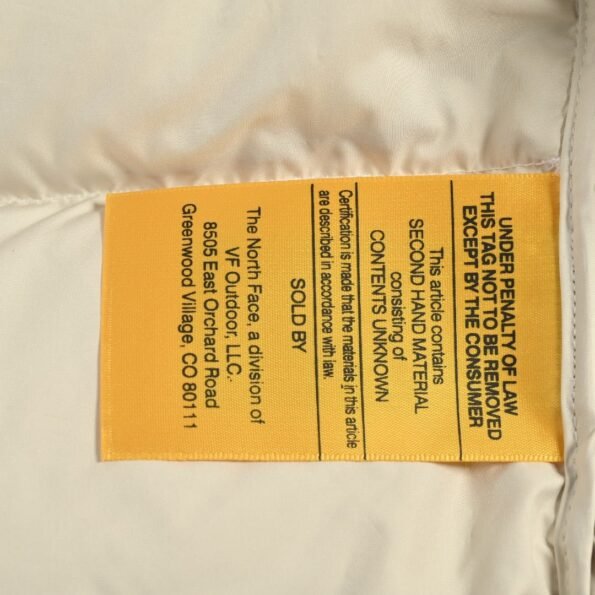 UNDER PENALTY OF LAW
THIS TAG NOT TO BE REMOVED
EXCEPT BY THE CONSUMER
This article contains
SECOND HAND MATERIAL
consisting of
CONTENTS UNKNOWN
Certification is made that the materials in this article
are described in accordance with law.
SOLD BY
The North Face, a division of
VF Outdoor, LLC.
8505 East Orchard Road
Greenwood Village, CO 80111